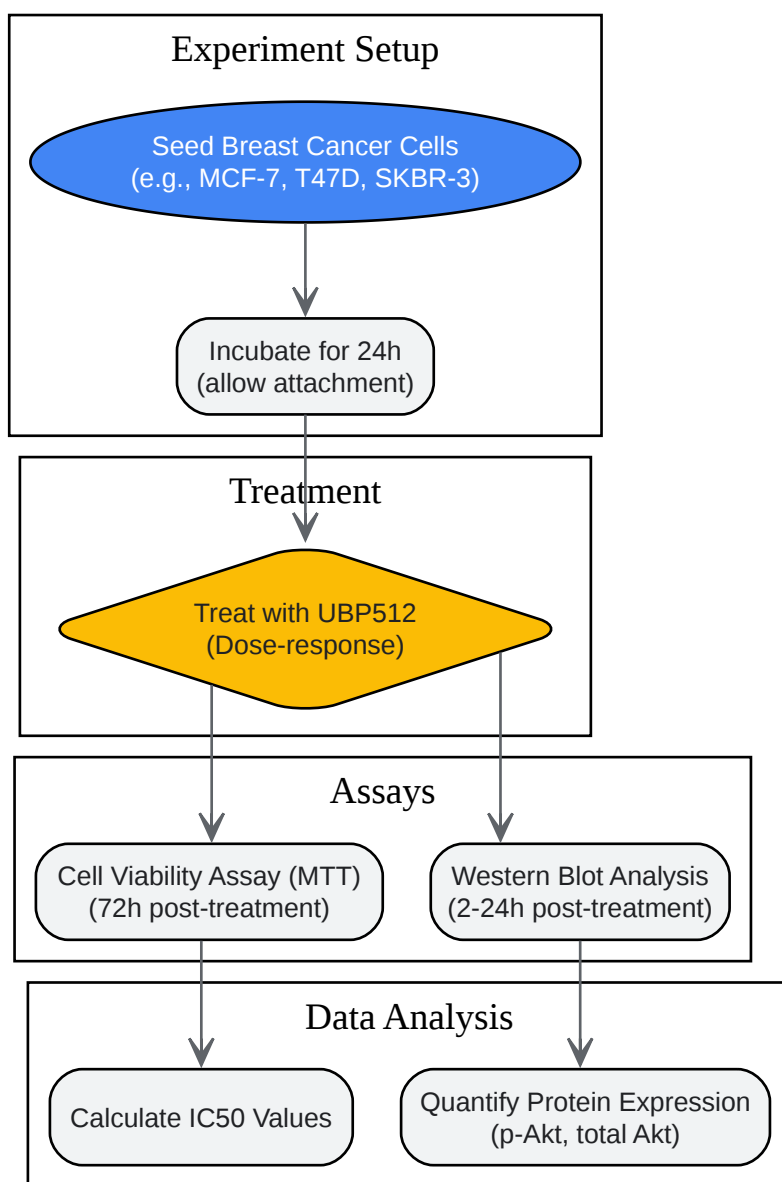 Experiment Setup
Seed Breast Cancer Cells
(e.g., MCF-7, T47D, SKBR-3)
Incubate for 24h
(allow attachment)
Treatment
Treat with UBP512
(Dose-response)
Assays
Cell Viability Assay (MTT)
(72h post-treatment)
Western Blot Analysis
(2-24h post-treatment)
Data Analysis
Calculate IC50 Values
Quantify Protein Expression
(p-Akt, total Akt)